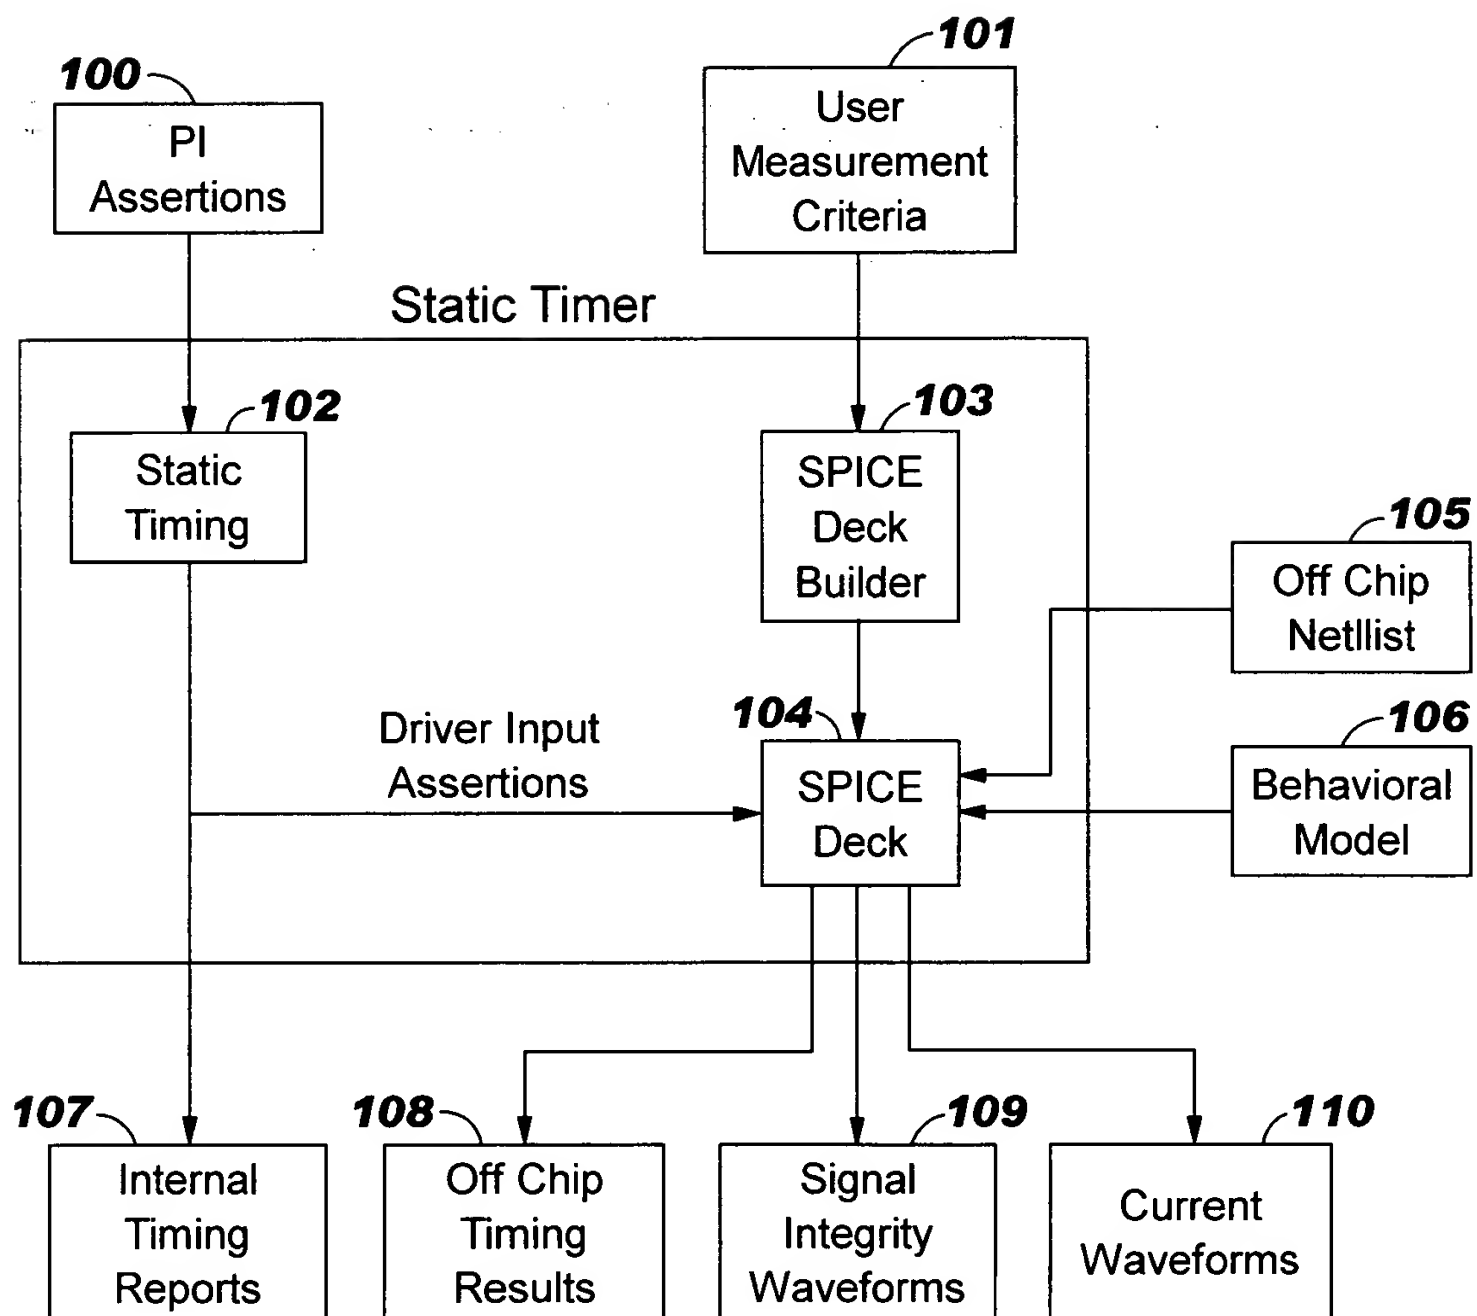 101
100
User
Measurement
Criteria
PI
Assertions
Static Timer
102
103
Static
Timing
SPICE
Deck
Builder
105
Off Chip
Netllist
Driver Input
Assertions
104
SPICE
Deck
106
Behavioral
Model
107
Internal
Timing
Reports
108
Off Chip
Timing
Results
109
Signal
Integrity
Waveforms
110
Current
Waveforms